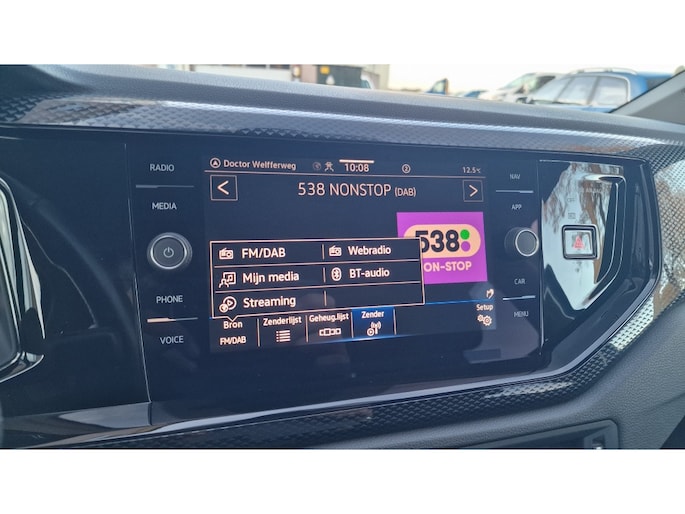 Doctor Welfferweg 10:08 12.5°C
RADIO
MEDIA
PHONE
VOICE
538 NONSTOP (DAB)
538
ON-STOP
FM/DAB Webradio
Mijn media BT-audio
Streaming
Bron
FM/DAB
Zenderlijst
Geheug.lijst
Zender
Setup
NAV
APP
CAR
MENU